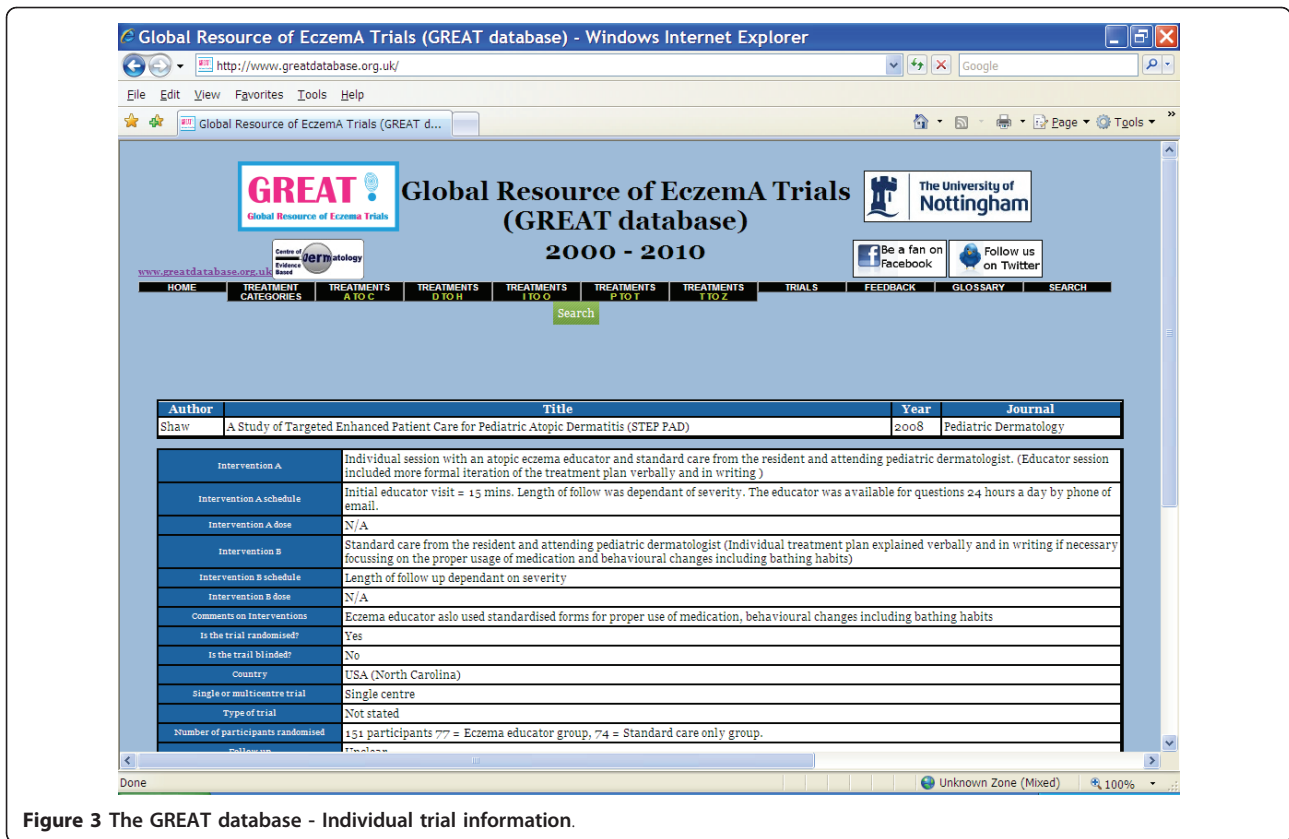 Global Resource of EczemA Trials (GREAT database) - Windows Internet Explorer
http://www.greatdatabase.org.uk/
Google
File Edit View Favorites Tools Help
Global Resource of EczemA Trials (GREAT d...
Page Tools »
GREAT
Global Resource of Eczema Trials
Global Resource of EczemA Trials
(GREAT database)
2000 - 2010
The University of
Nottingham
Centre of
Evidence
Based
dermatology
Be a fan on
Facebook
Follow us
on Twitter
www.greatdatabase.org.uk
HOME TREATMENT CATEGORIES TREATMENTS A TO C TREATMENTS D TO H TREATMENTS I TO O TREATMENTS P TO T TREATMENTS T TO Z TRIALS FEEDBACK GLOSSARY SEARCH
Search
Author Title Year Journal
Shaw A Study of Targeted Enhanced Patient Care for Pediatric Atopic Dermatitis (STEP PAD) 2008 Pediatric Dermatology
Intervention A Individual session with an atopic eczema educator and standard care from the resident and attending pediatric dermatologist. (Educator session
included more formal iteration of the treatment plan verbally and in writing )
Intervention A schedule Initial educator visit = 15 mins. Length of follow was dependant of severity. The educator was available for questions 24 hours a day by phone of
email.
Intervention A dose N/A
Intervention B Standard care from the resident and attending pediatric dermatologist (Individual treatment plan explained verbally and in writing if necessary
focussing on the proper usage of medication and behavioural changes including bathing habits)
Intervention B schedule Length of follow up dependant on severity
Intervention B dose N/A
Comments on Interventions Eczema educator aslo used standardised forms for proper use of medication, behavioural changes including bathing habits
Is the trial randomised? Yes
Is the trail blinded? No
Country USA (North Carolina)
Single or multicentre trial Single centre
Type of trial Not stated
Number of participants randomised 151 participants 77 = Eczema educator group, 74 = Standard care only group.
Follow up Unclear
Done Unknown Zone (Mixed) 100%
Figure 3 The GREAT database - Individual trial information.